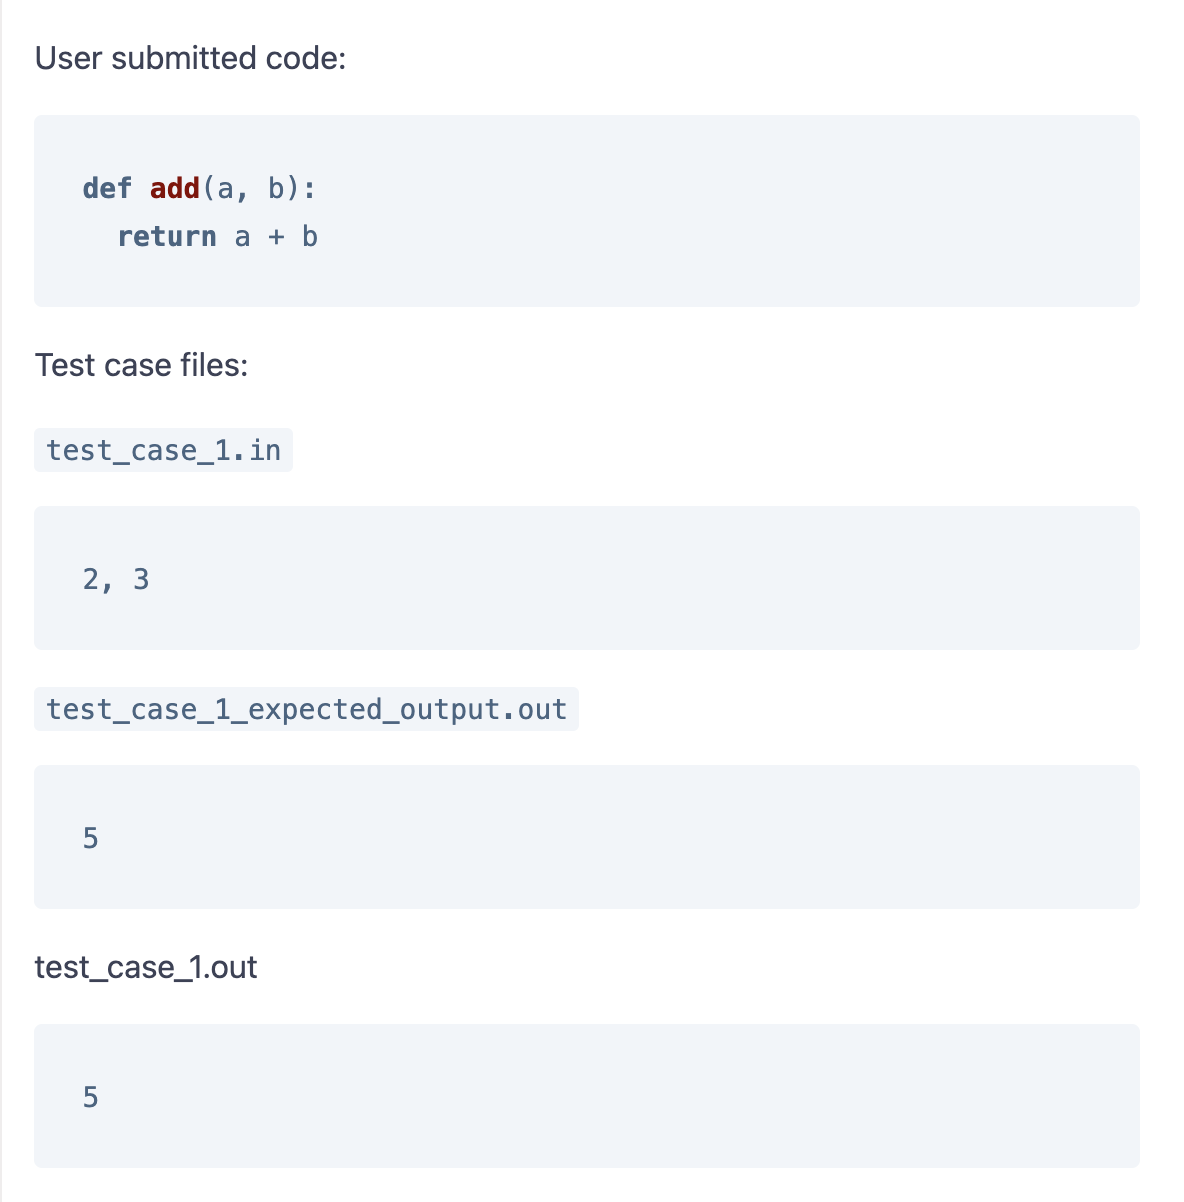 User submitted code:
def add(a, b):
  return a + b
Test case files:
test_case_1.in
2, 3
test_case_1_expected_output.out
5
test_case_1.out
5